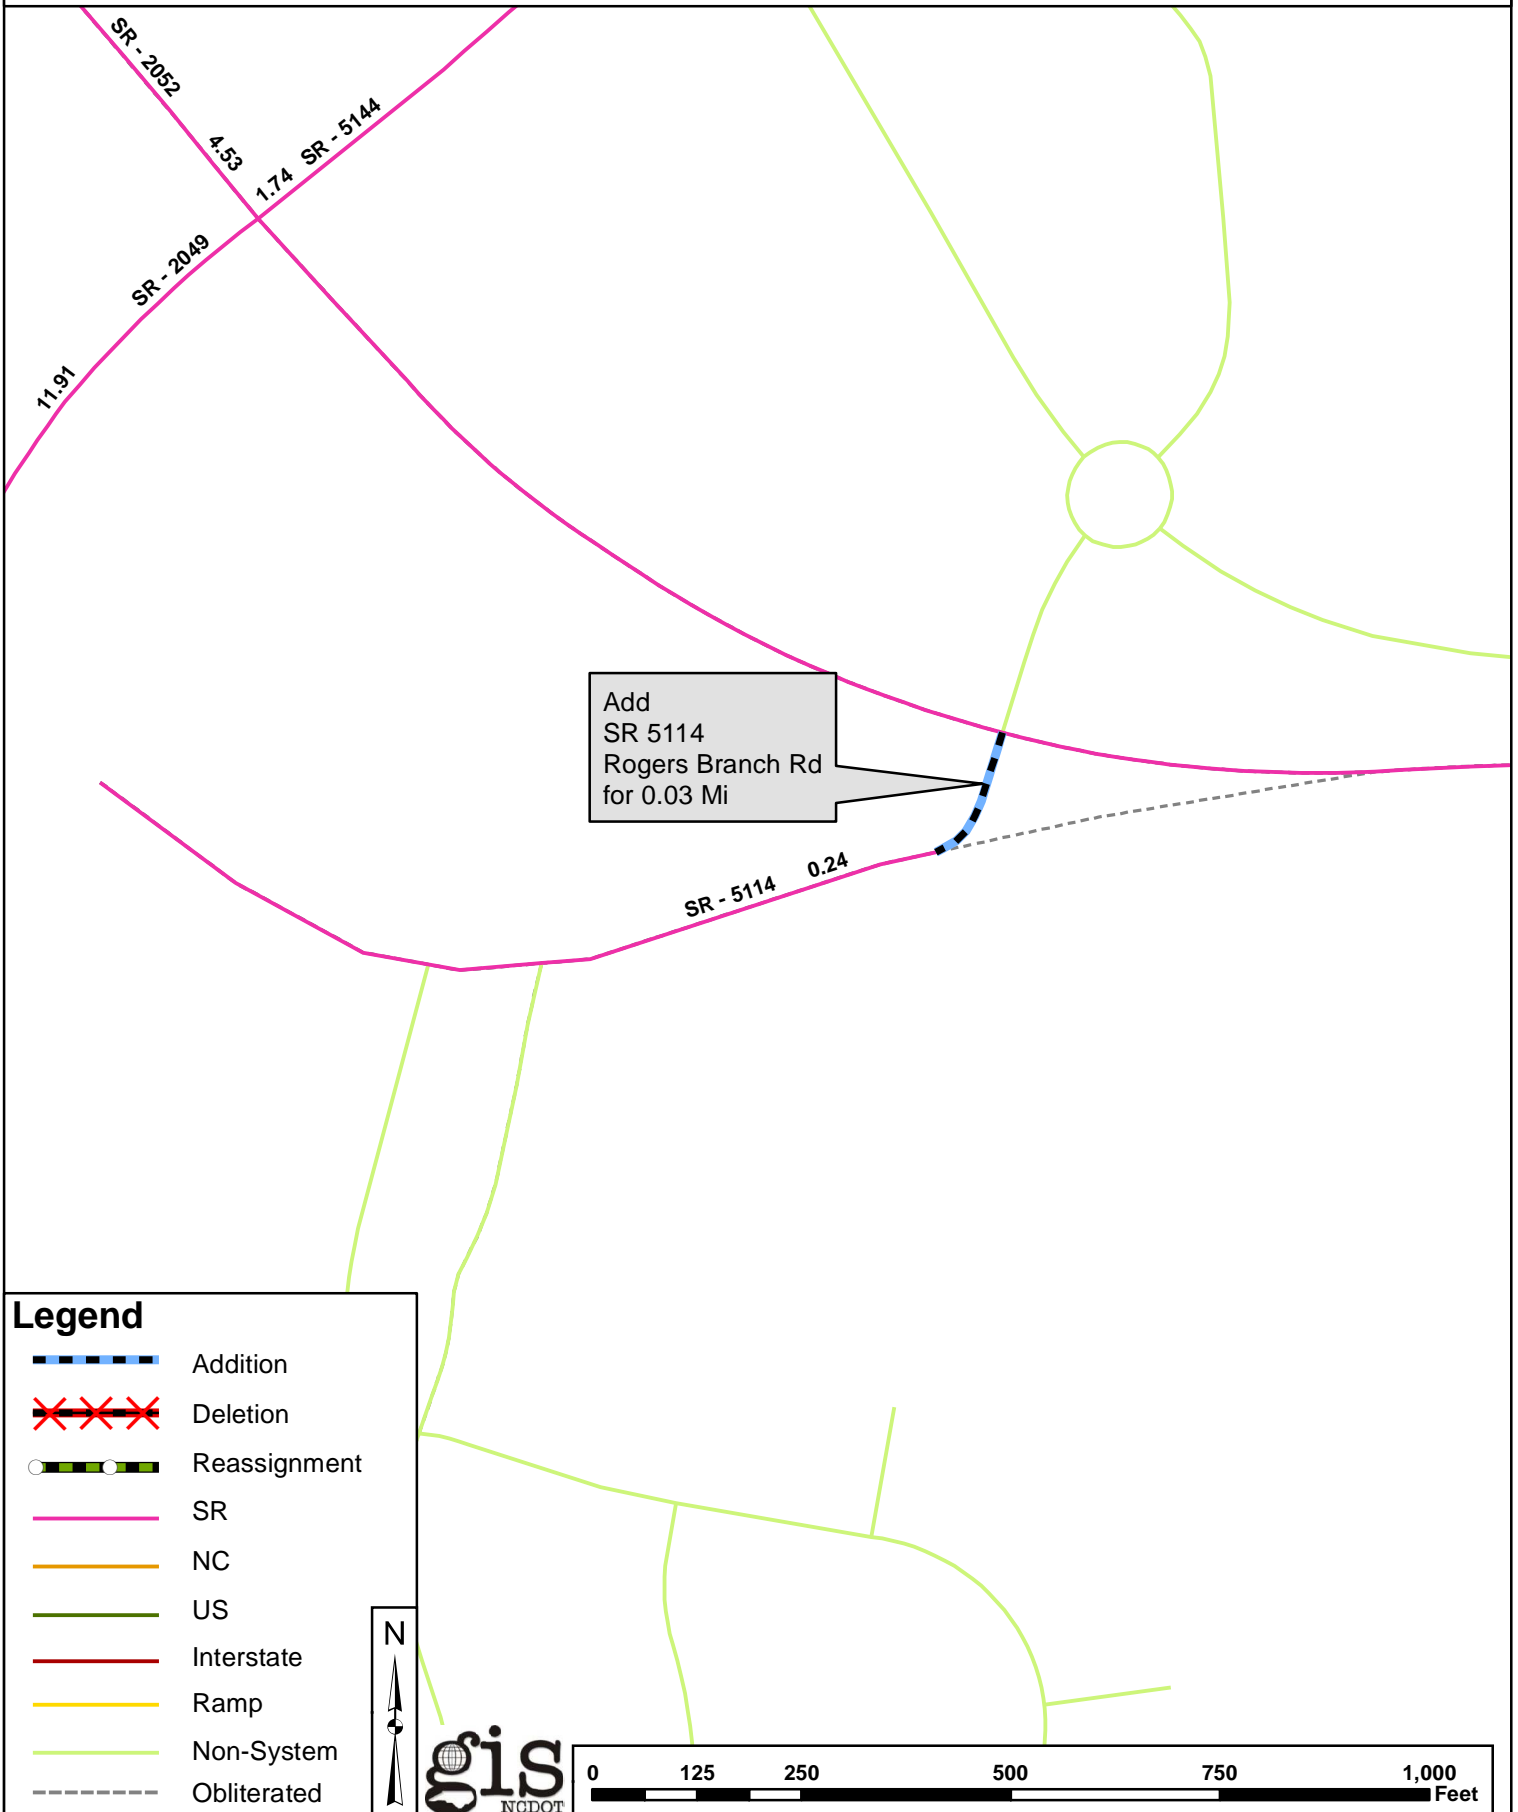 SR - 2052
4.53
1.74 SR - 5144
SR - 2049
11.91
Add
SR 5114
Rogers Branch Rd
for 0.03 Mi
SR - 5114 0.24
Legend
Addition
Deletion
Reassignment
SR
NC
US
Interstate
Ramp
Non-System
Obliterated
N
gis
NCDOT
0 125 250 500 750 1,000
Feet